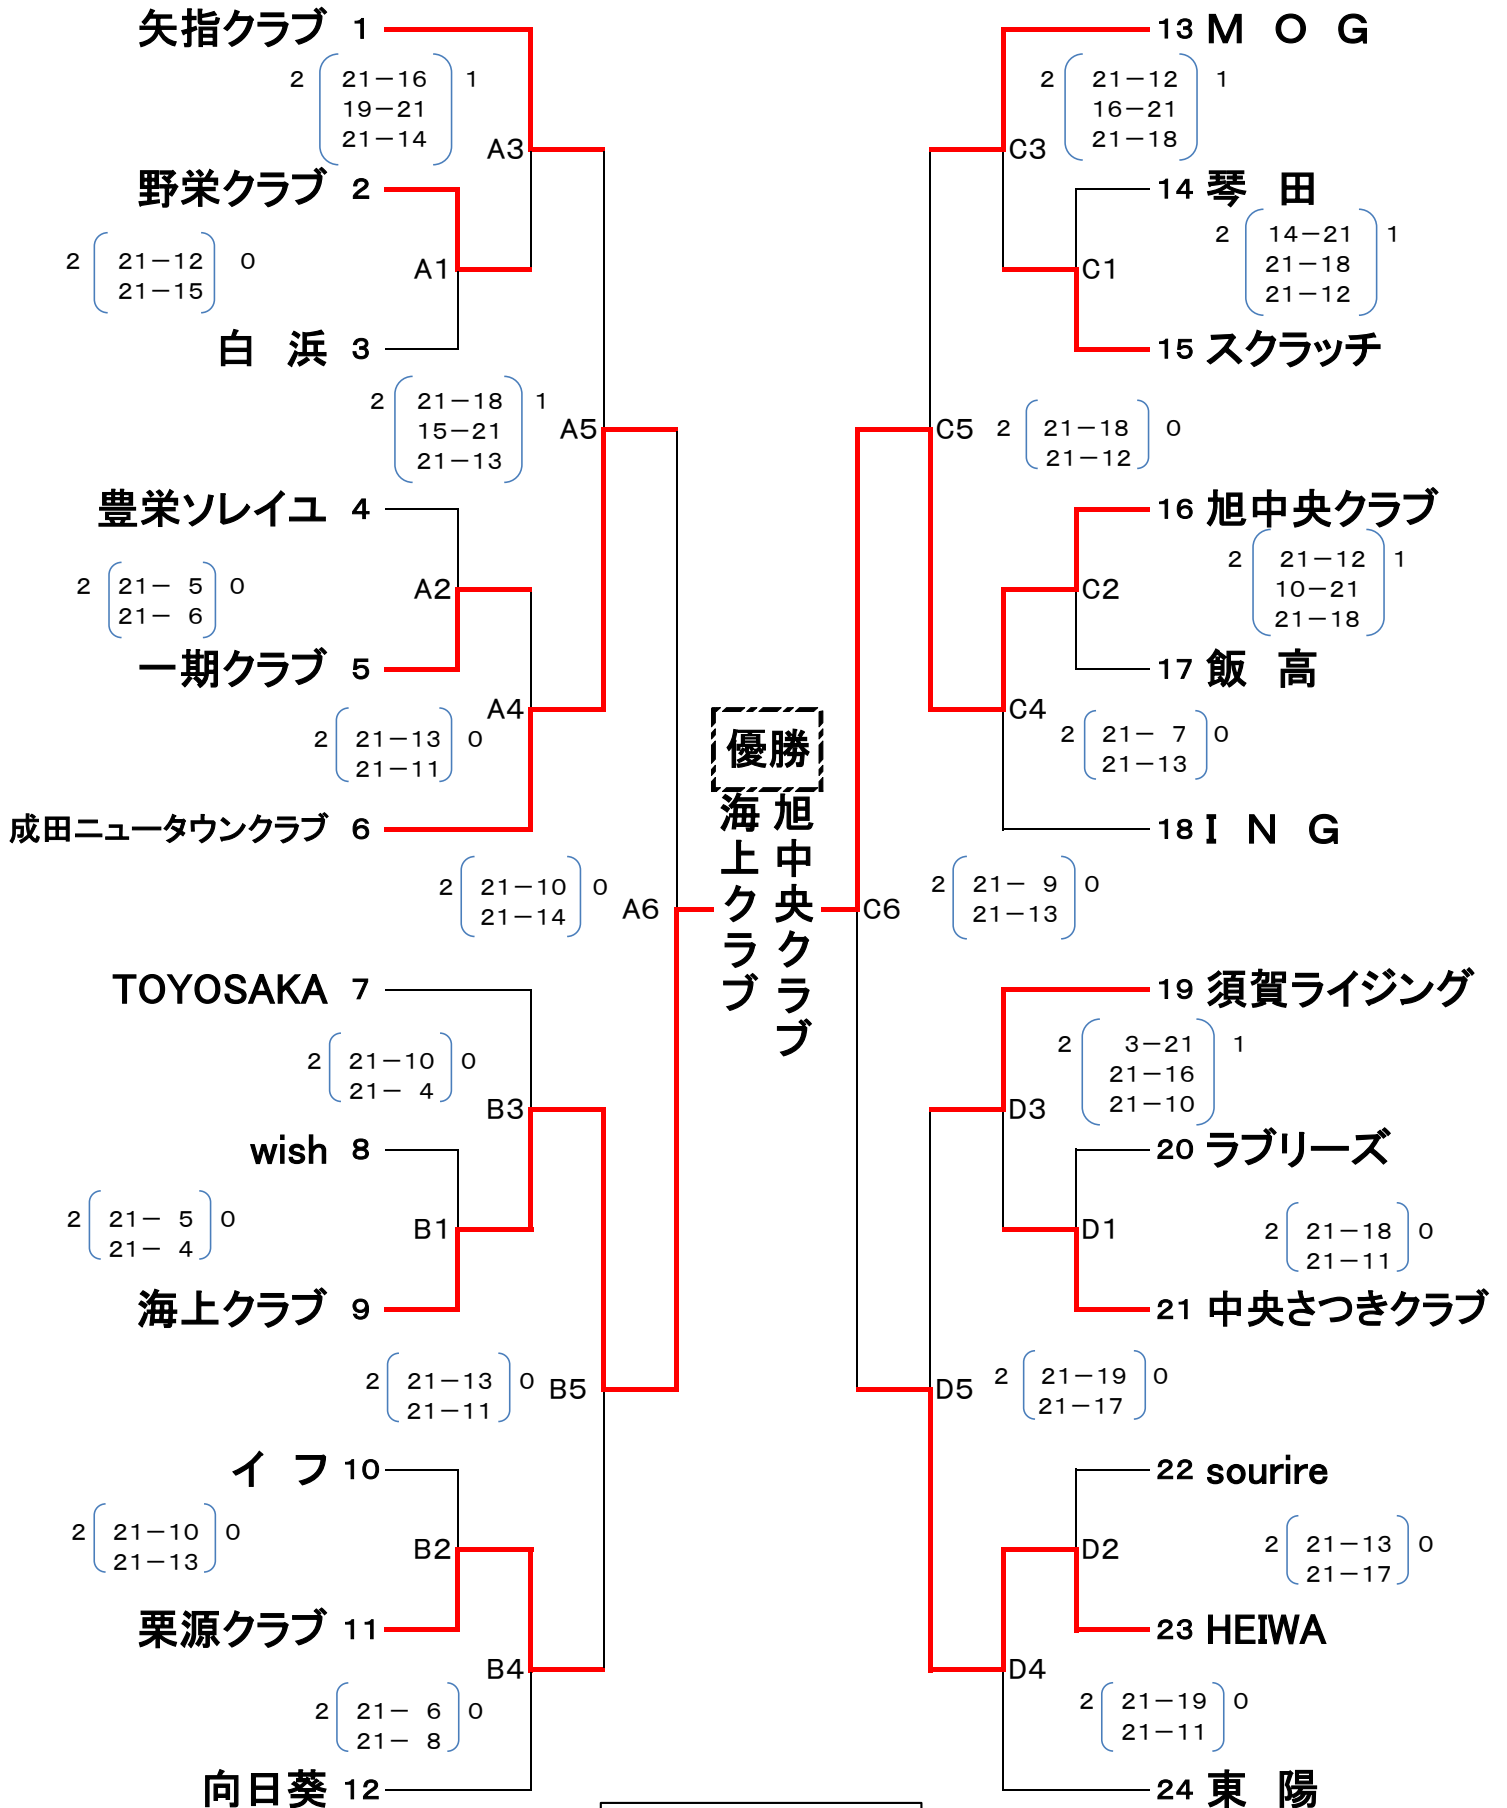 矢指クラブ 1
2 21－16 1
19－21
21－14
A3
野栄クラブ 2
2 21－12 0
21－15
A1
白　浜 3
2 21－18 1
15－21
21－13
A5
豊栄ソレイユ 4
2 21－ 5 0
21－ 6
A2
一期クラブ 5
A4
2 21－13 0
21－11
成田ニュータウンクラブ 6
2 21－10 0
21－14
A6
TOYOSAKA 7
2 21－10 0
21－ 4
B3
wish 8
2 21－ 5 0
21－ 4
B1
海上クラブ 9
2 21－13 0
21－11
B5
イ　フ 10
2 21－10 0
21－13
B2
栗源クラブ 11
B4
2 21－ 6 0
21－ 8
向日葵 12
優勝
旭中央クラブ
海上クラブ
13 Ｍ　Ｏ　Ｇ
2 21－12 1
16－21
21－18
C3
14 琴　田
2 14－21 1
21－18
21－12
C1
15 スクラッチ
C5 2 21－18 0
21－12
16 旭中央クラブ
2 21－12 1
10－21
21－18
C2
17 飯　高
C4
2 21－ 7 0
21－13
18 Ｉ　Ｎ　Ｇ
2 21－ 9 0
21－13
C6
19 須賀ライジング
2 3－21 1
21－16
21－10
D3
20 ラブリーズ
2 21－18 0
21－11
D1
21 中央さつきクラブ
D5 2 21－19 0
21－17
22 sourire
2 21－13 0
21－17
D2
23 HEIWA
D4
2 21－19 0
21－11
24 東　陽